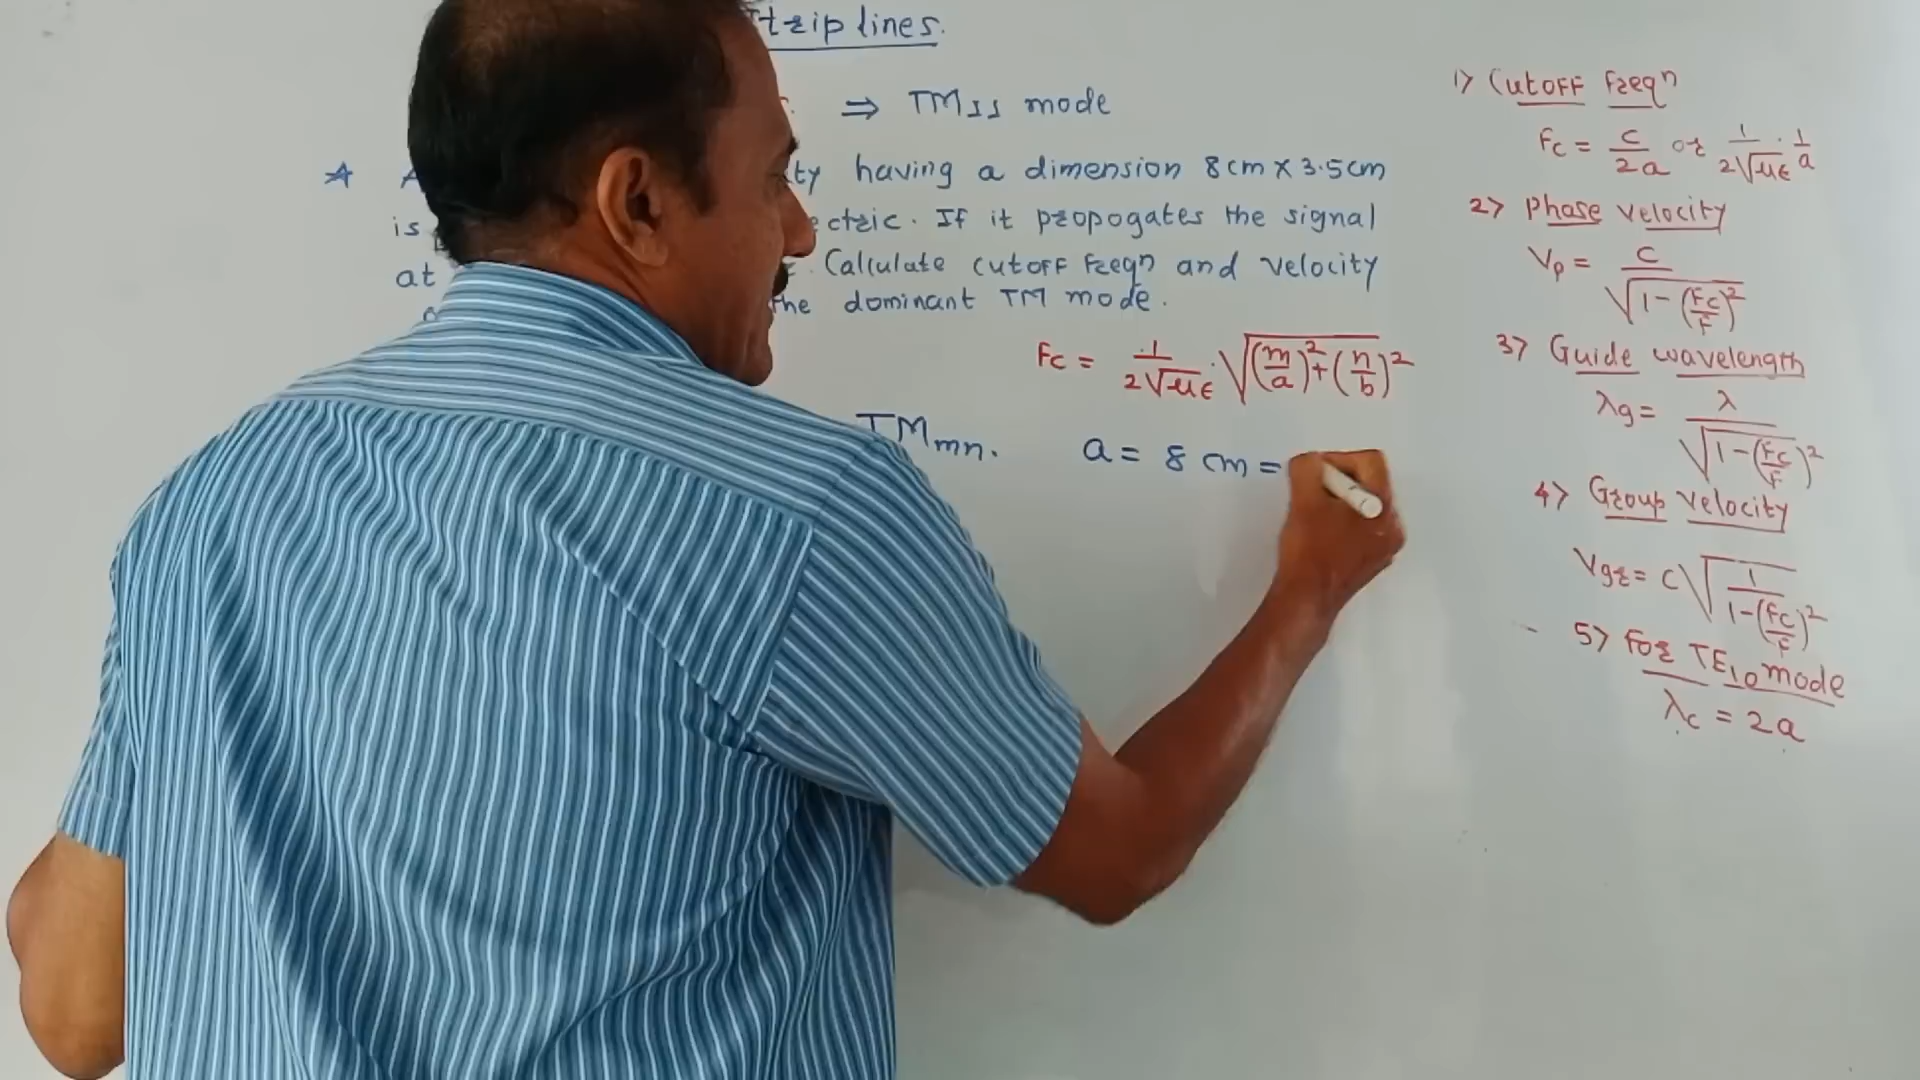 triplines.
⇒ TM11 mode
ty having a dimension 8cm × 3.5cm
is ectric. If it propogates the signal
at Calculate cutoff freqn and velocity
the dominant TM mode.
Fc = 1/(2√με) · √((m/a)² + (n/b)²)
TMmn. a = 8 cm =
1> Cutoff freqn
Fc = c/2a or 1/(2√με) · 1/a
2> Phase velocity
Vp = c/√(1-(Fc/F)²)
3> Guide wavelength
λg = λ/√(1-(Fc/F)²)
4> Group velocity
Vgr = c√(1/(1-(Fc/F)²))
5> For TE10 mode
λc = 2a